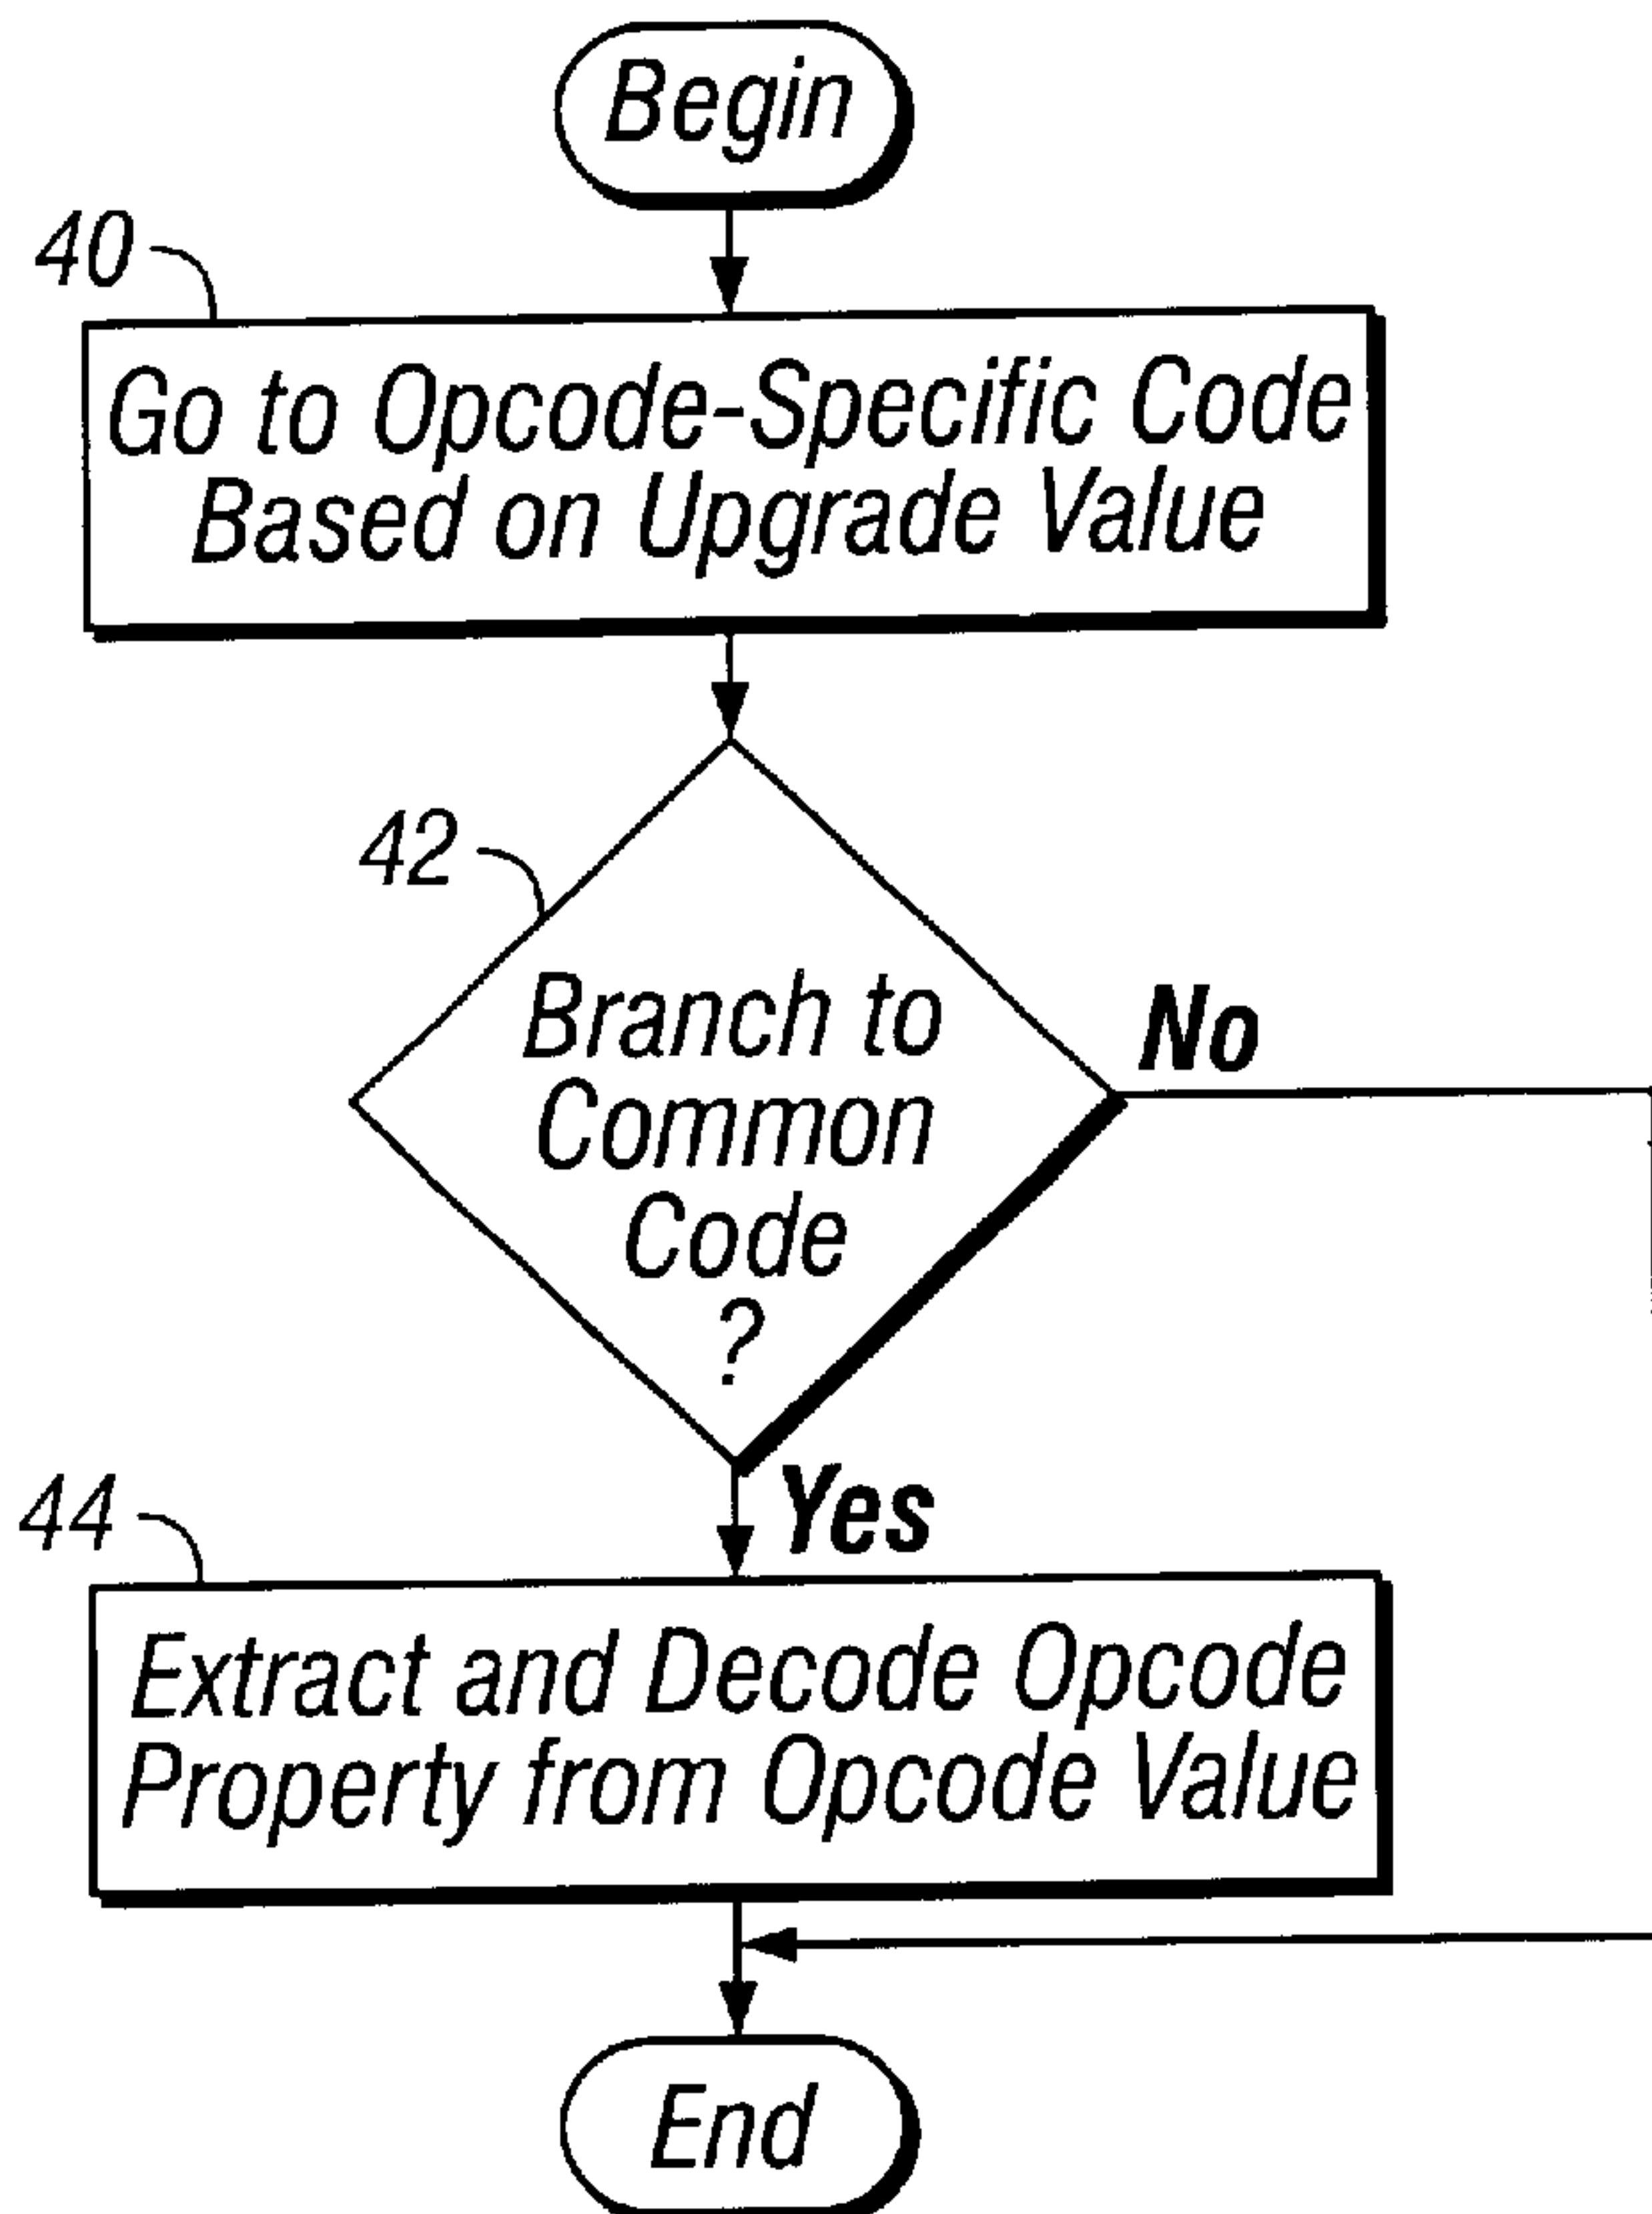 Begin
40
Go to Opcode-Specific Code
Based on Upgrade Value
42
Branch to
Common
Code
?
No
Yes
44
Extract and Decode Opcode
Property from Opcode Value
End